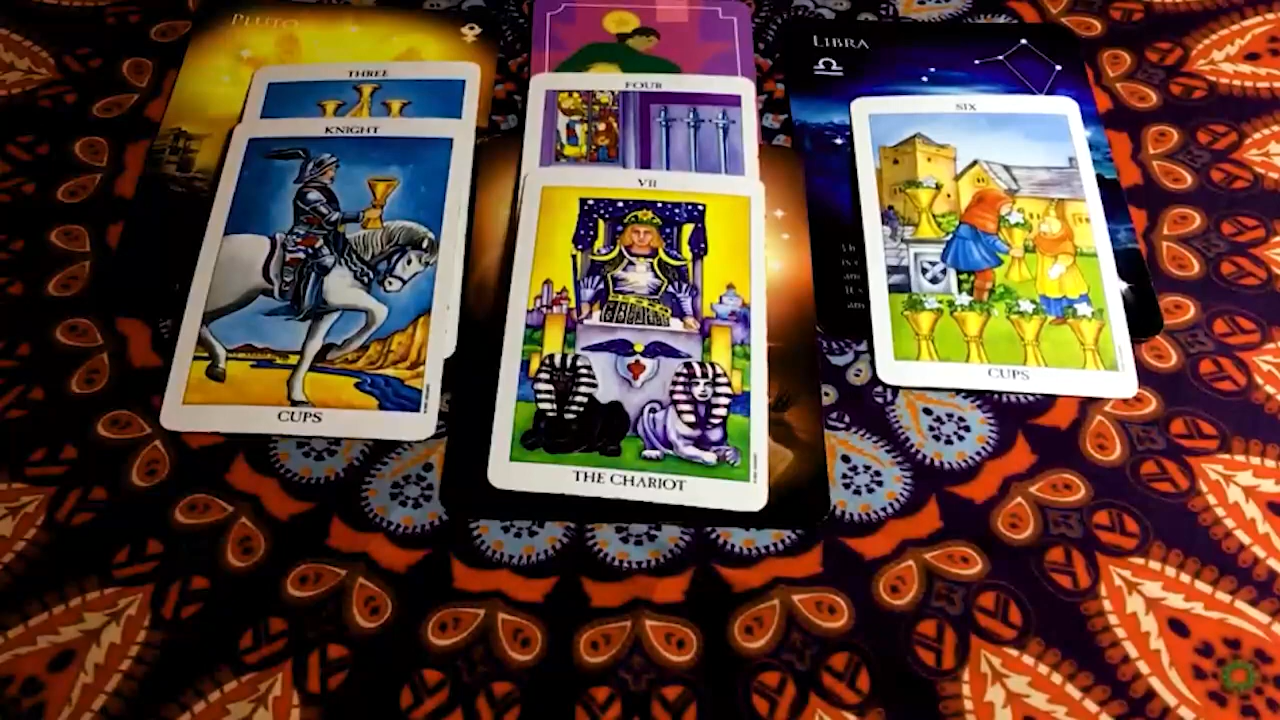 PLUTO
THREE
KNIGHT
CUPS
FOUR
VII
THE CHARIOT
LIBRA
SIX
CUPS